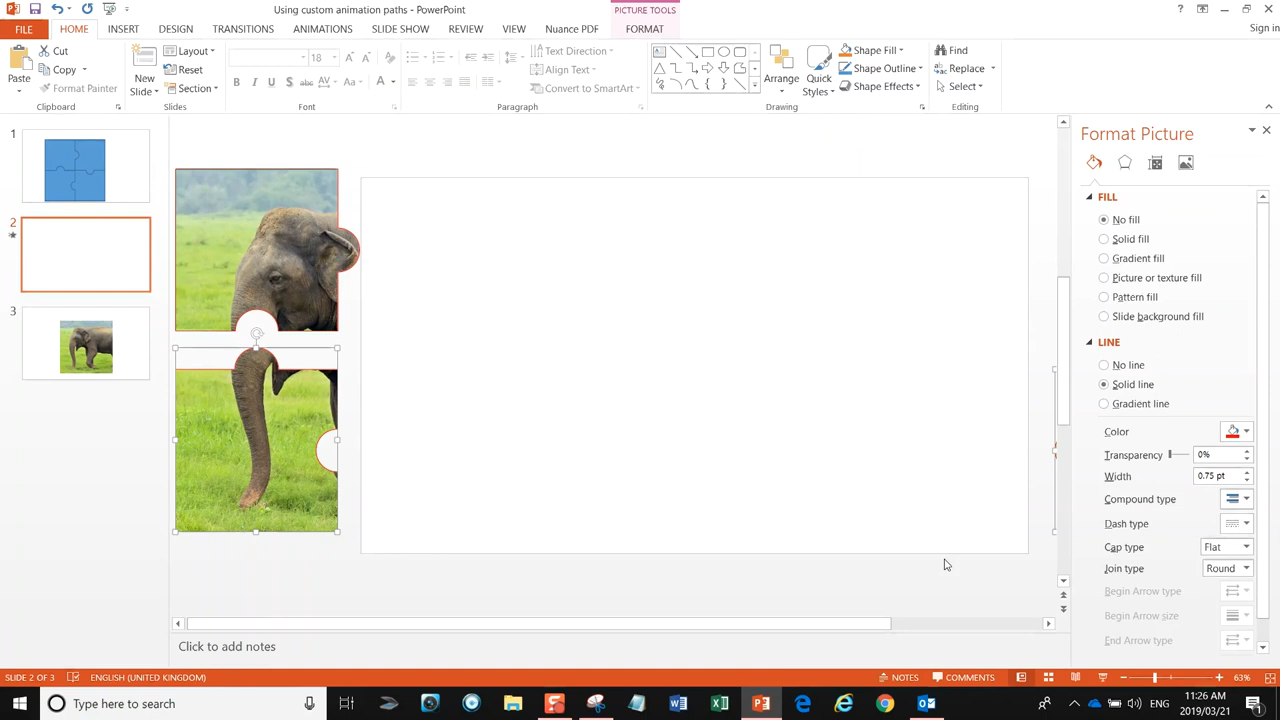 Using custom animation paths - PowerPoint
PICTURE TOOLS
Sign in
FILE HOME INSERT DESIGN TRANSITIONS ANIMATIONS SLIDE SHOW REVIEW VIEW Nuance PDF FORMAT
Paste
Cut
Copy
Format Painter
Clipboard
New Slide
Layout
Reset
Section
Slides
18
B I U S abc AV Aa A
Font
Text Direction
Align Text
Convert to SmartArt
Paragraph
Arrange
Quick Styles
Shape Fill
Shape Outline
Shape Effects
Drawing
Find
Replace
Select
Editing
1
2
3
Format Picture
FILL
No fill
Solid fill
Gradient fill
Picture or texture fill
Pattern fill
Slide background fill
LINE
No line
Solid line
Gradient line
Color
Transparency 0%
Width 0.75 pt
Compound type
Dash type
Cap type Flat
Join type Round
Begin Arrow type
Begin Arrow size
End Arrow type
Click to add notes
SLIDE 2 OF 3 ENGLISH (UNITED KINGDOM) NOTES COMMENTS 63%
Type here to search
ENG
11:26 AM
2019/03/21
1